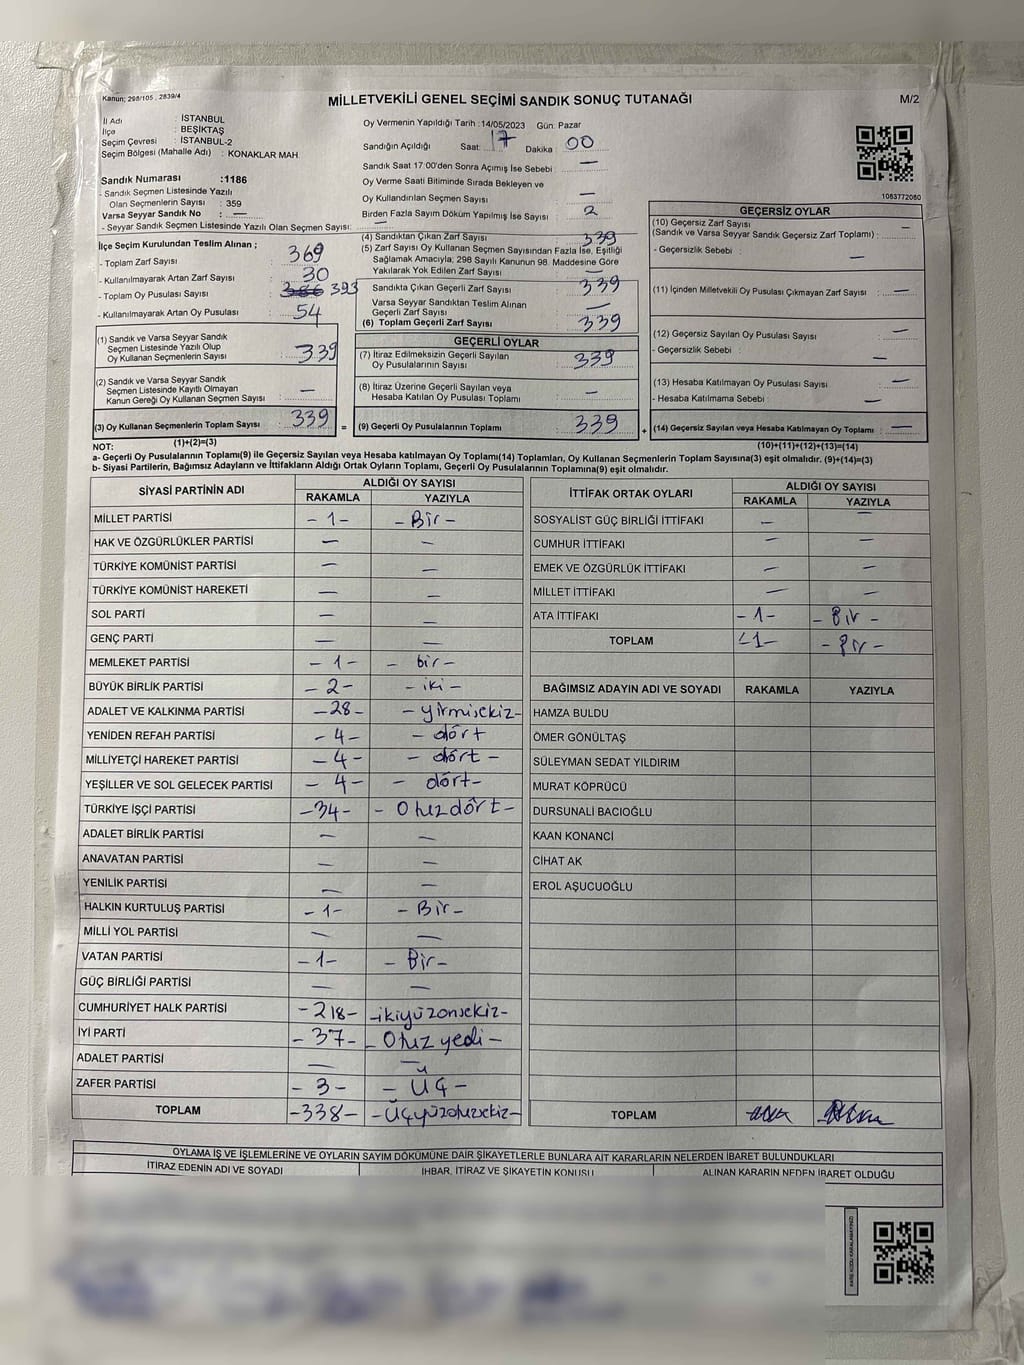 Kanun; 298/105 , 2839/4
MİLLETVEKİLİ GENEL SEÇİMİ SANDIK SONUÇ TUTANAĞI
M/2
İl Adı : İSTANBUL
İlçe : BEŞİKTAŞ
Seçim Çevresi : İSTANBUL-2
Seçim Bölgesi (Mahalle Adı) : KONAKLAR MAH
Oy Vermenin Yapıldığı Tarih :14/05/2023 Gün: Pazar
Sandığın Açıldığı Saat: 17 Dakika : 00
Sandık Saat 17:00'den Sonra Açımış İse Sebebi : —
Oy Verme Saati Bitiminde Sırada Bekleyen ve
Oy Kullandırılan Seçmen Sayısı : —
Birden Fazla Sayım Döküm Yapılmış İse Sayısı : 2
1083772080
Sandık Numarası :1186
- Sandık Seçmen Listesinde Yazılı
Olan Seçmenlerin Sayısı : 359
Varsa Seyyar Sandık No : —
- Seyyar Sandık Seçmen Listesinde Yazılı Olan Seçmen Sayısı: —
İlçe Seçim Kurulundan Teslim Alınan ;
- Toplam Zarf Sayısı : 369
- Kullanılmayarak Artan Zarf Sayısı : 30
- Toplam Oy Pusulası Sayısı : 393
- Kullanılmayarak Artan Oy Pusulası : 54
(1) Sandık ve Varsa Seyyar Sandık
Seçmen Listesinde Yazılı Olup
Oy Kullanan Seçmenlerin Sayısı : 339
(2) Sandık ve Varsa Seyyar Sandık
Seçmen Listesinde Kayıtlı Olmayan
Kanun Gereği Oy Kullanan Seçmen Sayısı : —
(3) Oy Kullanan Seçmenlerin Toplam Sayısı : 339 =
(4) Sandıktan Çıkan Zarf Sayısı : 339
(5) Zarf Sayısı Oy Kullanan Seçmen Sayısından Fazla İse, Eşitliği
Sağlamak Amacıyla, 298 Sayılı Kanunun 98. Maddesine Göre
Yakılarak Yok Edilen Zarf Sayısı : —
Sandıkta Çıkan Geçerli Zarf Sayısı : 339
Varsa Seyyar Sandıktan Teslim Alınan
Geçerli Zarf Sayısı : —
(6) Toplam Geçerli Zarf Sayısı : 339
GEÇERLİ OYLAR
(7) İtiraz Edilmeksizin Geçerli Sayılan
Oy Pusulalarının Sayısı : 339
(8) İtiraz Üzerine Geçerli Sayılan veya
Hesaba Katılan Oy Pusulası Toplamı : —
(9) Geçerli Oy Pusulalarının Toplamı : 339 +
GEÇERSİZ OYLAR
(10) Geçersiz Zarf Sayısı
(Sandık ve Varsa Seyyar Sandık Geçersiz Zarf Toplamı) : —
- Geçersizlik Sebebi : —
(11) İçinden Milletvekili Oy Pusulası Çıkmayan Zarf Sayısı : —
(12) Geçersiz Sayılan Oy Pusulası Sayısı : —
- Geçersizlik Sebebi : —
(13) Hesaba Katılmayan Oy Pusulası Sayısı : —
- Hesaba Katılmama Sebebi : —
(14) Geçersiz Sayılan veya Hesaba Katılmayan Oy Toplamı : —
NOT: (1)+(2)=(3)
(10)+(11)+(12)+(13)=(14)
a- Geçerli Oy Pusulalarının Toplamı(9) ile Geçersiz Sayılan veya Hesaba katılmayan Oy Toplamı(14) Toplamları, Oy Kullanan Seçmenlerin Toplam Sayısına(3) eşit olmalıdır. (9)+(14)=(3)
b- Siyasi Partilerin, Bağımsız Adayların ve İttifakların Aldığı Ortak Oyların Toplamı, Geçerli Oy Pusulalarının Toplamına(9) eşit olmalıdır.
SİYASİ PARTİNİN ADI ALDIĞI OY SAYISI
RAKAMLA YAZIYLA
MİLLET PARTİSİ -1- -Bir-
HAK VE ÖZGÜRLÜKLER PARTİSİ — —
TÜRKİYE KOMÜNİST PARTİSİ — —
TÜRKİYE KOMÜNİST HAREKETİ — —
SOL PARTİ — —
GENÇ PARTİ — —
MEMLEKET PARTİSİ -1- - bir-
BÜYÜK BİRLİK PARTİSİ -2- -iki-
ADALET VE KALKINMA PARTİSİ -28- -yirmisekiz-
YENİDEN REFAH PARTİSİ -4- - dört
MİLLİYETÇİ HAREKET PARTİSİ -4- - dört -
YEŞİLLER VE SOL GELECEK PARTİSİ -4- - dört-
TÜRKİYE İŞÇİ PARTİSİ -34- - Otuzdört-
ADALET BİRLİK PARTİSİ — —
ANAVATAN PARTİSİ — —
YENİLİK PARTİSİ — —
HALKIN KURTULUŞ PARTİSİ -1- - Bir-
MİLLİ YOL PARTİSİ — —
VATAN PARTİSİ -1- - Bir-
GÜÇ BİRLİĞİ PARTİSİ — —
CUMHURİYET HALK PARTİSİ -218- -ikiyüzonsekiz-
İYİ PARTİ -37- - Otuz yedi -
ADALET PARTİSİ — —
ZAFER PARTİSİ -3- - ÜÇ -
TOPLAM -338- -Üçyüzotuzsekiz-
İTTİFAK ORTAK OYLARI ALDIĞI OY SAYISI
RAKAMLA YAZIYLA
SOSYALİST GÜÇ BİRLİĞİ İTTİFAKI — —
CUMHUR İTTİFAKI — —
EMEK VE ÖZGÜRLÜK İTTİFAKI — —
MİLLET İTTİFAKI — —
ATA İTTİFAKI -1- - Bir -
TOPLAM -1- - Bir -
BAĞIMSIZ ADAYIN ADI VE SOYADI RAKAMLA YAZIYLA
HAMZA BULDU
ÖMER GÖNÜLTAŞ
SÜLEYMAN SEDAT YILDIRIM
MURAT KÖPRÜCÜ
DURSUNALİ BACIOĞLU
KAAN KONANCİ
CİHAT AK
EROL AŞUCUOĞLU
TOPLAM
OYLAMA İŞ VE İŞLEMLERİNE VE OYLARIN SAYIM DÖKÜMÜNE DAİR ŞİKAYETLERLE BUNLARA AİT KARARLARIN NELERDEN İBARET BULUNDUKLARI
İTİRAZ EDENİN ADI VE SOYADI İHBAR, İTİRAZ VE ŞİKAYETİN KONUSU ALINAN KARARIN NEDEN İBARET OLDUĞU
KARE KODU KARALAMAYINIZ!